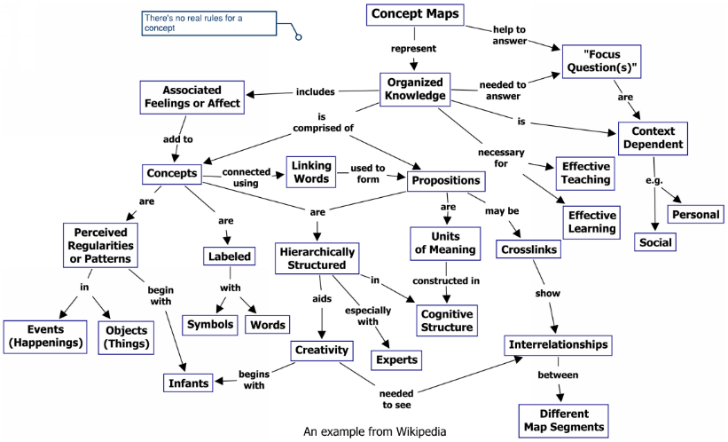 There's no real rules for a
concept
Concept Maps
help to
answer
represent
"Focus
Question(s)"
Organized
Knowledge
needed to
answer
includes
Associated
Feelings or Affect
are
is
comprised of
is
Context
Dependent
add to
necessary
for
Concepts
connected
using
Linking
Words
used to
form
Propositions
Effective
Teaching
e.g.
are
are
are
are
may be
Effective
Learning
Personal
Social
Perceived
Regularities
or Patterns
Labeled
Hierarchically
Structured
Units
of Meaning
Crosslinks
in
begin
with
with
aids
in
constructed in
especially
with
show
Events
(Happenings)
Objects
(Things)
Symbols
Words
Cognitive
Structure
Creativity
Experts
Interrelationships
Infants
begins
with
needed
to see
between
Different
Map Segments
An example from Wikipedia